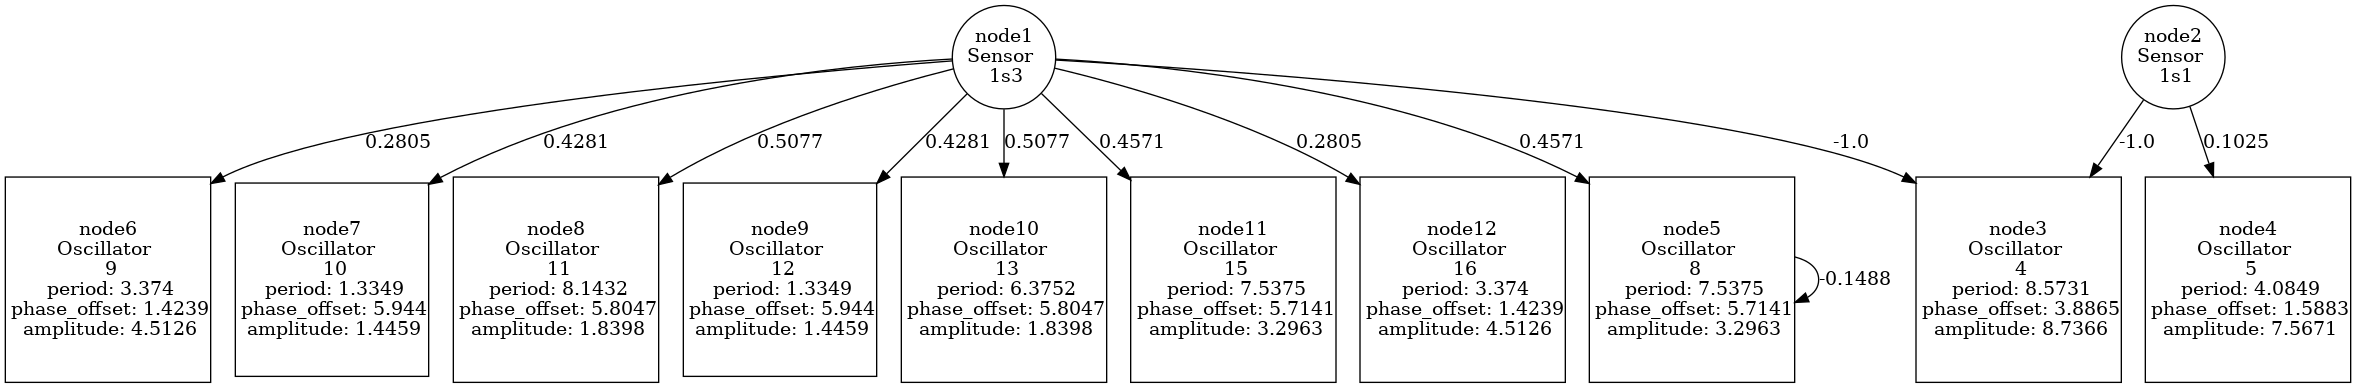 node1
Sensor
1s3
node2
Sensor
1s1
0.2805
0.4281
0.5077
0.4281
0.5077
0.4571
0.2805
0.4571
-1.0
-1.0
0.1025
node6
Oscillator
9
period: 3.374
phase_offset: 1.4239
amplitude: 4.5126
node7
Oscillator
10
period: 1.3349
phase_offset: 5.944
amplitude: 1.4459
node8
Oscillator
11
period: 8.1432
phase_offset: 5.8047
amplitude: 1.8398
node9
Oscillator
12
period: 1.3349
phase_offset: 5.944
amplitude: 1.4459
node10
Oscillator
13
period: 6.3752
phase_offset: 5.8047
amplitude: 1.8398
node11
Oscillator
15
period: 7.5375
phase_offset: 5.7141
amplitude: 3.2963
node12
Oscillator
16
period: 3.374
phase_offset: 1.4239
amplitude: 4.5126
node5
Oscillator
8
period: 7.5375
phase_offset: 5.7141
amplitude: 3.2963
-0.1488
node3
Oscillator
4
period: 8.5731
phase_offset: 3.8865
amplitude: 8.7366
node4
Oscillator
5
period: 4.0849
phase_offset: 1.5883
amplitude: 7.5671